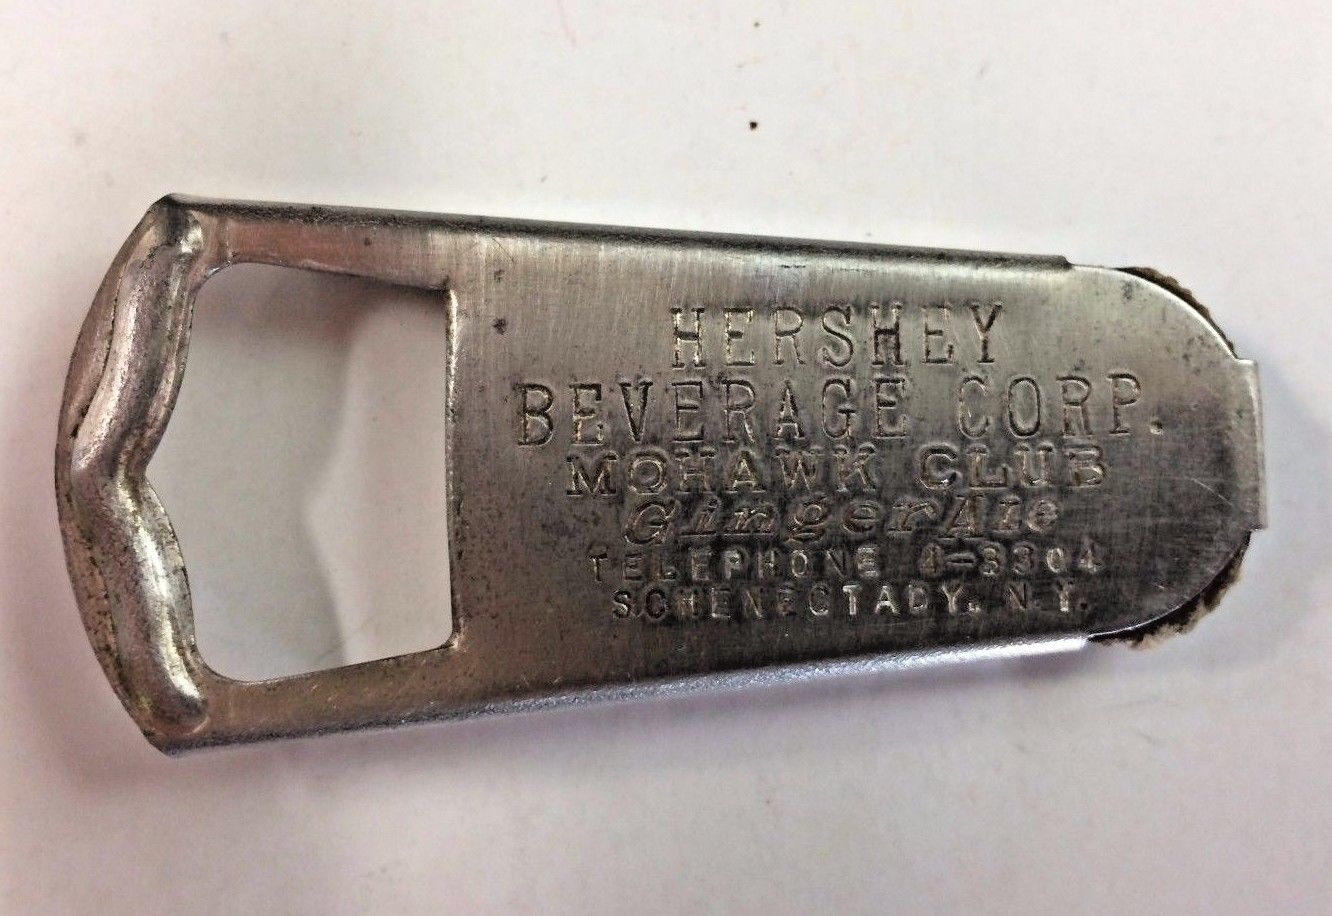 HERSHEY
BEVERAGE CORP.
MOHAWK CLUB
Ginger Ale
TELEPHONE 4-3304
SCHENECTADY, N.Y.